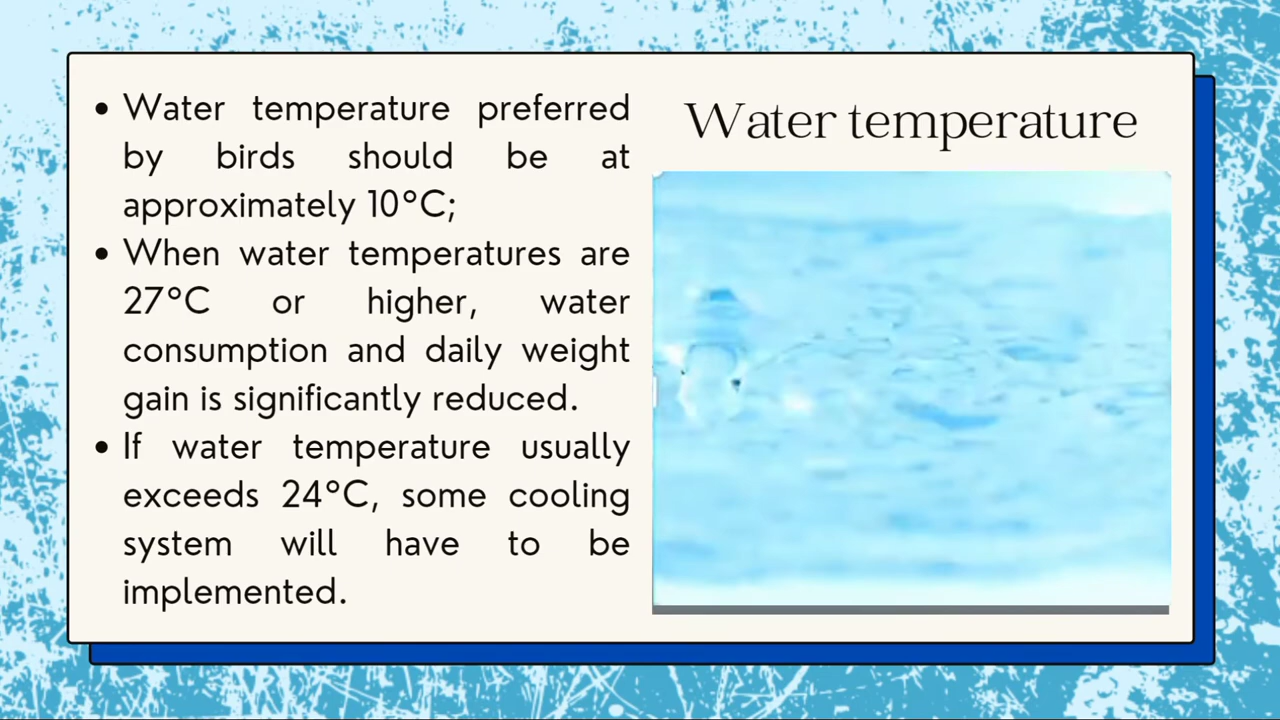 Water temperature
• Water temperature preferred
by birds should be at
approximately 10°C;
• When water temperatures are
27°C or higher, water
consumption and daily weight
gain is significantly reduced.
• If water temperature usually
exceeds 24°C, some cooling
system will have to be
implemented.